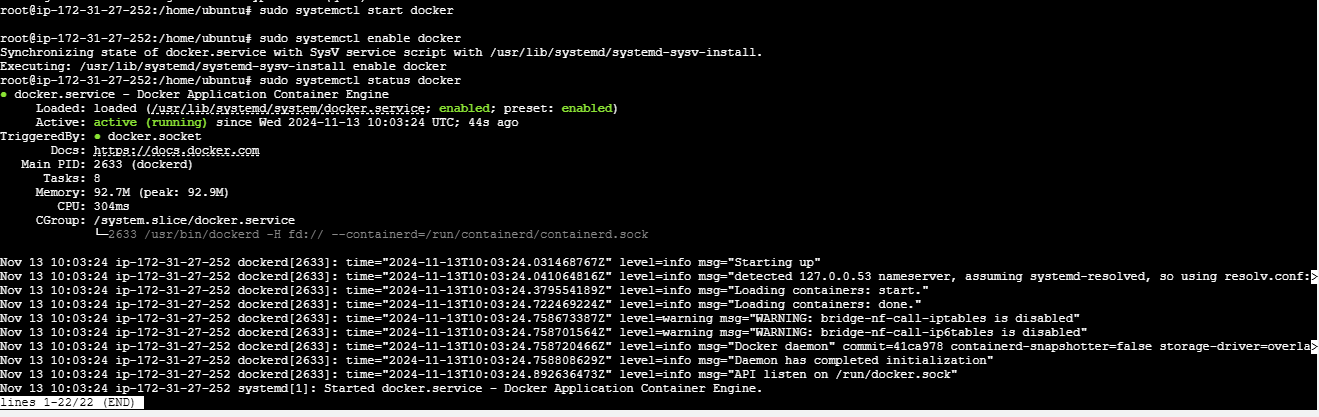 root@ip-172-31-27-252:/home/ubuntu# sudo systemctl start docker
root@ip-172-31-27-252:/home/ubuntu# sudo systemctl enable docker
Synchronizing state of docker.service with SysV service script with /usr/lib/systemd/systemd-sysv-install.
Executing: /usr/lib/systemd/systemd-sysv-install enable docker
root@ip-172-31-27-252:/home/ubuntu# sudo systemctl status docker
● docker.service - Docker Application Container Engine
Loaded: loaded (/usr/lib/systemd/system/docker.service; enabled; preset: enabled)
Active: active (running) since Wed 2024-11-13 10:03:24 UTC; 44s ago
TriggeredBy: ● docker.socket
Docs: https://docs.docker.com
Main PID: 2633 (dockerd)
Tasks: 8
Memory: 92.7M (peak: 92.9M)
CPU: 304ms
CGroup: /system.slice/docker.service
└─2633 /usr/bin/dockerd -H fd:// --containerd=/run/containerd/containerd.sock
Nov 13 10:03:24 ip-172-31-27-252 dockerd[2633]: time="2024-11-13T10:03:24.031468767Z" level=info msg="Starting up"
Nov 13 10:03:24 ip-172-31-27-252 dockerd[2633]: time="2024-11-13T10:03:24.041064816Z" level=info msg="detected 127.0.0.53 nameserver, assuming systemd-resolved, so using resolv.conf:>
Nov 13 10:03:24 ip-172-31-27-252 dockerd[2633]: time="2024-11-13T10:03:24.379554189Z" level=info msg="Loading containers: start."
Nov 13 10:03:24 ip-172-31-27-252 dockerd[2633]: time="2024-11-13T10:03:24.722469224Z" level=info msg="Loading containers: done."
Nov 13 10:03:24 ip-172-31-27-252 dockerd[2633]: time="2024-11-13T10:03:24.758673387Z" level=warning msg="WARNING: bridge-nf-call-iptables is disabled"
Nov 13 10:03:24 ip-172-31-27-252 dockerd[2633]: time="2024-11-13T10:03:24.758701564Z" level=warning msg="WARNING: bridge-nf-call-ip6tables is disabled"
Nov 13 10:03:24 ip-172-31-27-252 dockerd[2633]: time="2024-11-13T10:03:24.758720466Z" level=info msg="Docker daemon" commit=41ca978 containerd-snapshotter=false storage-driver=overla>
Nov 13 10:03:24 ip-172-31-27-252 dockerd[2633]: time="2024-11-13T10:03:24.758808629Z" level=info msg="Daemon has completed initialization"
Nov 13 10:03:24 ip-172-31-27-252 dockerd[2633]: time="2024-11-13T10:03:24.892636473Z" level=info msg="API listen on /run/docker.sock"
Nov 13 10:03:24 ip-172-31-27-252 systemd[1]: Started docker.service - Docker Application Container Engine.
lines 1-22/22 (END)